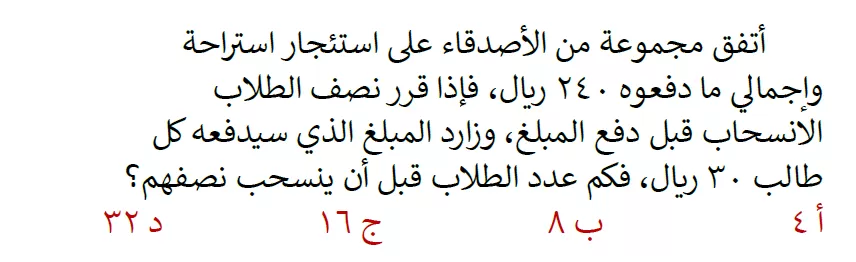 أتفق مجموعة من الأصدقاء على استئجار استراحة
وإجمالي ما دفعوه ٢٤٠ ريال، فإذا قرر نصف الطلاب
الانسحاب قبل دفع المبلغ، وزارد المبلغ الذي سيدفعه كل
طالب ٣٠ ريال، فكم عدد الطلاب قبل أن ينسحب نصفهم؟
أ ٤ ب ٨ ج ١٦ د ٣٢